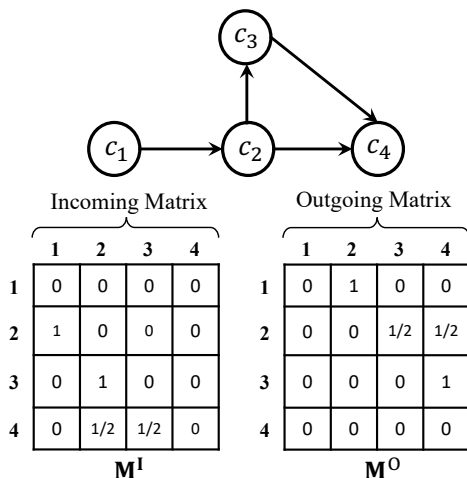 c₃
c₁ c₂ c₄
Incoming Matrix Outgoing Matrix
1 2 3 4 1 2 3 4
1 0 0 0 0 1 0 1 0 0
2 1 0 0 0 2 0 0 1/2 1/2
3 0 1 0 0 3 0 0 0 1
4 0 1/2 1/2 0 4 0 0 0 0
Mᴵ Mᴼ